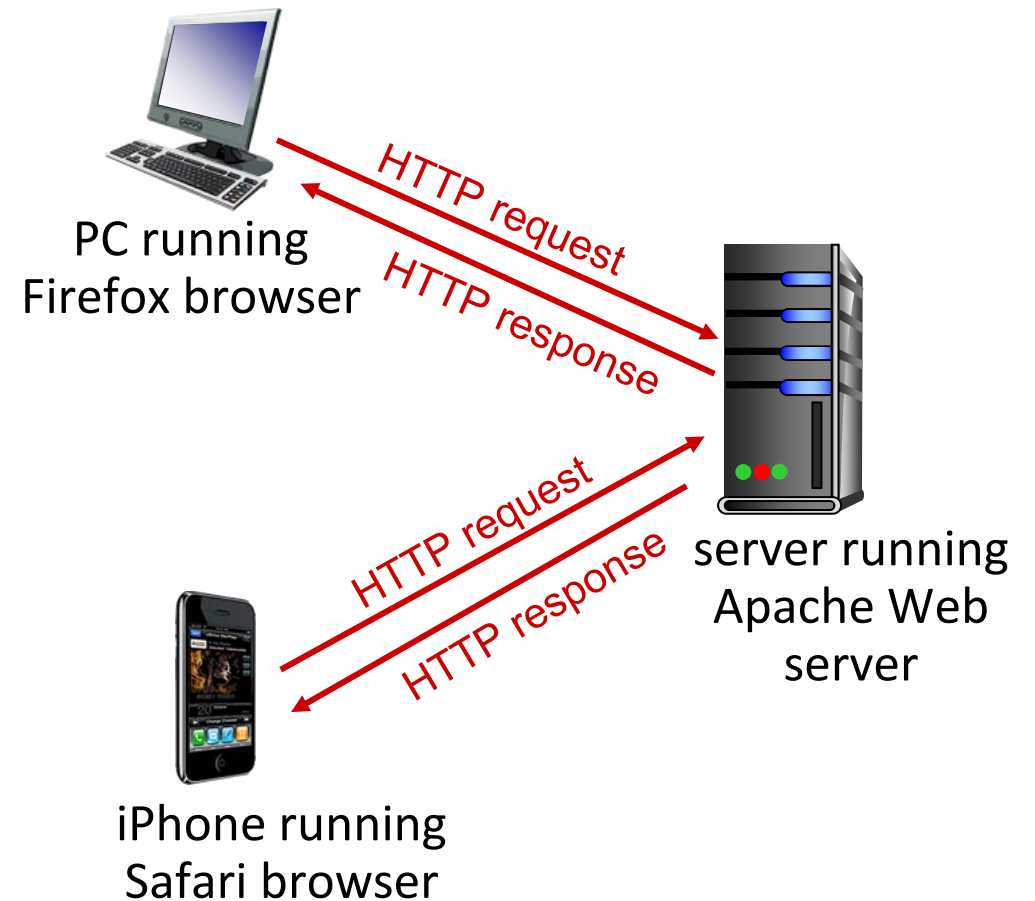 HTTP request
HTTP response
PC running
Firefox browser
HTTP request
HTTP response
server running
Apache Web
server
iPhone running
Safari browser